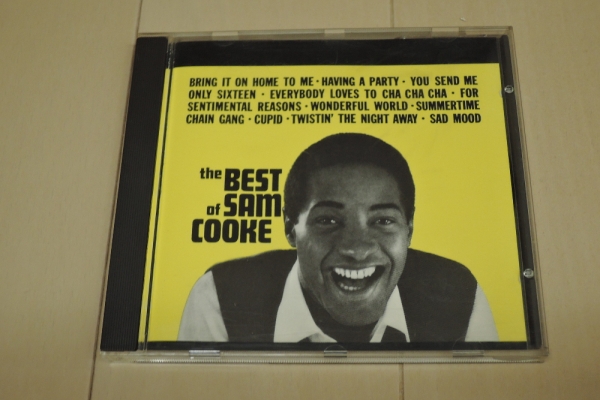 BRING IT ON HOME TO ME · HAVING A PARTY · YOU SEND ME
ONLY SIXTEEN · EVERYBODY LOVES TO CHA CHA CHA · FOR
SENTIMENTAL REASONS · WONDERFUL WORLD · SUMMERTIME
CHAIN GANG · CUPID · TWISTIN' THE NIGHT AWAY · SAD MOOD
the BEST
of SAM
COOKE